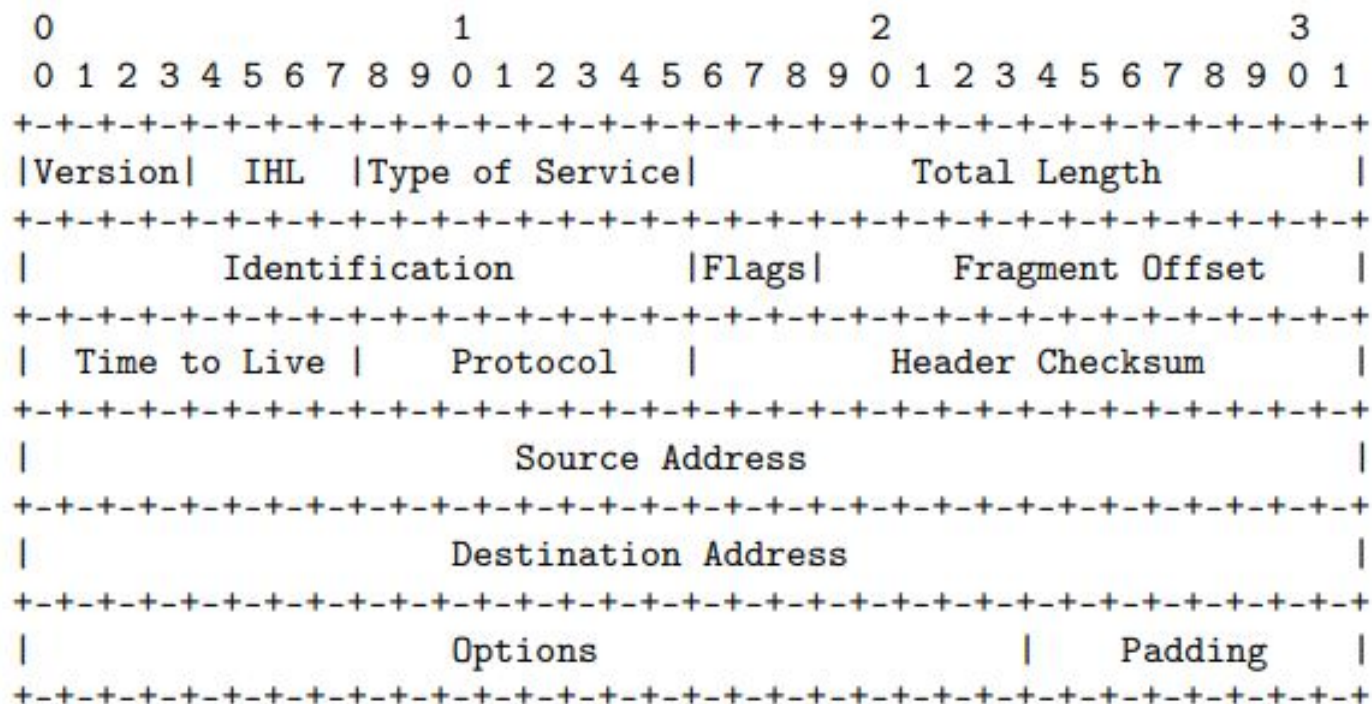 0                   1                   2                   3
 0 1 2 3 4 5 6 7 8 9 0 1 2 3 4 5 6 7 8 9 0 1 2 3 4 5 6 7 8 9 0 1
+-+-+-+-+-+-+-+-+-+-+-+-+-+-+-+-+-+-+-+-+-+-+-+-+-+-+-+-+-+-+-+-+
|Version|  IHL  |Type of Service|          Total Length         |
+-+-+-+-+-+-+-+-+-+-+-+-+-+-+-+-+-+-+-+-+-+-+-+-+-+-+-+-+-+-+-+-+
|         Identification        |Flags|      Fragment Offset    |
+-+-+-+-+-+-+-+-+-+-+-+-+-+-+-+-+-+-+-+-+-+-+-+-+-+-+-+-+-+-+-+-+
|  Time to Live |    Protocol   |         Header Checksum       |
+-+-+-+-+-+-+-+-+-+-+-+-+-+-+-+-+-+-+-+-+-+-+-+-+-+-+-+-+-+-+-+-+
|                       Source Address                          |
+-+-+-+-+-+-+-+-+-+-+-+-+-+-+-+-+-+-+-+-+-+-+-+-+-+-+-+-+-+-+-+-+
|                    Destination Address                        |
+-+-+-+-+-+-+-+-+-+-+-+-+-+-+-+-+-+-+-+-+-+-+-+-+-+-+-+-+-+-+-+-+
|                    Options                    |    Padding    |
+-+-+-+-+-+-+-+-+-+-+-+-+-+-+-+-+-+-+-+-+-+-+-+-+-+-+-+-+-+-+-+-+